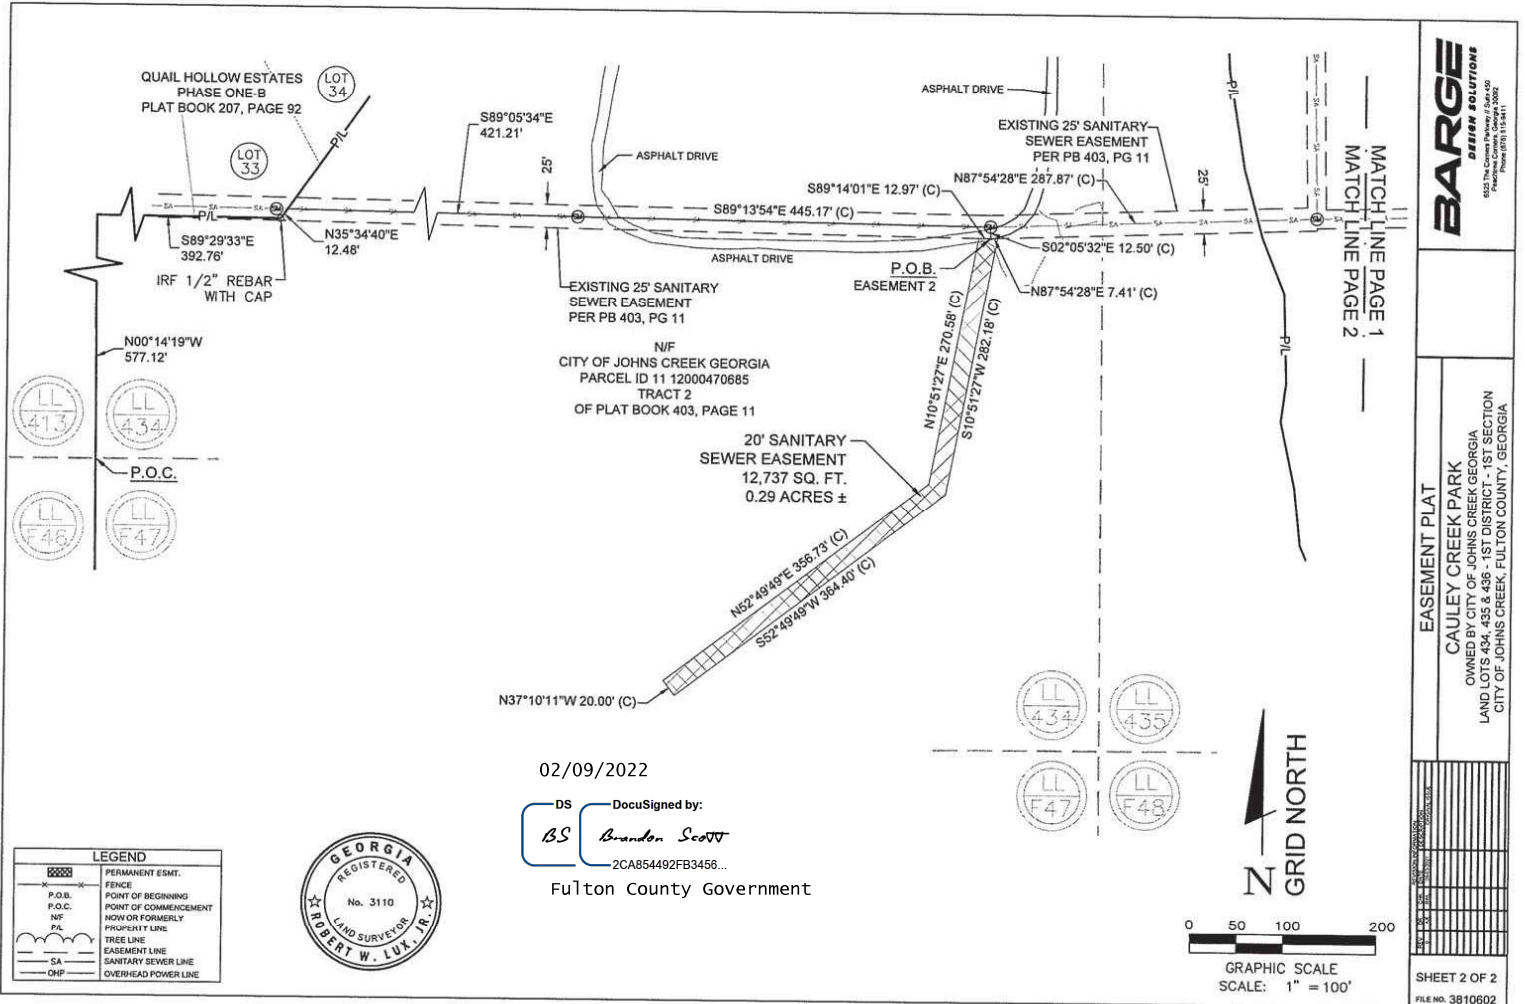 QUAIL HOLLOW ESTATES
PHASE ONE-B
PLAT BOOK 207, PAGE 92
LOT
34
LOT
33
P/L
P/L
S89°29'33"E
392.76'
IRF 1/2" REBAR
WITH CAP
N35°34'40"E
12.48'
N00°14'19"W
577.12'
LL
413
LL
434
P.O.C.
LL
F46
LL
F47
S89°05'34"E
421.21'
25'
ASPHALT DRIVE
S89°13'54"E 445.17' (C)
ASPHALT DRIVE
EXISTING 25' SANITARY
SEWER EASEMENT
PER PB 403, PG 11
N/F
CITY OF JOHNS CREEK GEORGIA
PARCEL ID 11 12000470685
TRACT 2
OF PLAT BOOK 403, PAGE 11
ASPHALT DRIVE
EXISTING 25' SANITARY
SEWER EASEMENT
PER PB 403, PG 11
S89°14'01"E 12.97' (C)
N87°54'28"E 287.87' (C)
25'
S02°05'32"E 12.50' (C)
P.O.B.
EASEMENT 2
N87°54'28"E 7.41' (C)
N10°51'27"E 270.58' (C)
S10°51'27"W 282.18' (C)
20' SANITARY
SEWER EASEMENT
12,737 SQ. FT.
0.29 ACRES ±
N52°49'49"E 356.73' (C)
S52°49'49"W 364.40' (C)
N37°10'11"W 20.00' (C)
P/L
P/L
MATCH LINE PAGE 1
MATCH LINE PAGE 2
LL
434
LL
435
LL
F47
LL
F48
02/09/2022
DS
BS
DocuSigned by:
Brandon Scott
2CA854492FB3456...
Fulton County Government
GEORGIA
REGISTERED
No. 3110
LAND SURVEYOR
ROBERT W. LUX, JR.
LEGEND
PERMANENT ESMT.
FENCE
P.O.B. POINT OF BEGINNING
P.O.C. POINT OF COMMENCEMENT
N/F NOW OR FORMERLY
P/L PROPERTY LINE
TREE LINE
EASEMENT LINE
SA SANITARY SEWER LINE
OHP OVERHEAD POWER LINE
N
GRID NORTH
0 50 100 200
GRAPHIC SCALE
SCALE: 1" = 100'
BARGE
DESIGN SOLUTIONS
EASEMENT PLAT
CAULEY CREEK PARK
OWNED BY CITY OF JOHNS CREEK GEORGIA
LAND LOTS 434, 435 & 436 - 1ST DISTRICT - 1ST SECTION
CITY OF JOHNS CREEK, FULTON COUNTY, GEORGIA
SHEET 2 OF 2
FILE NO. 3810602